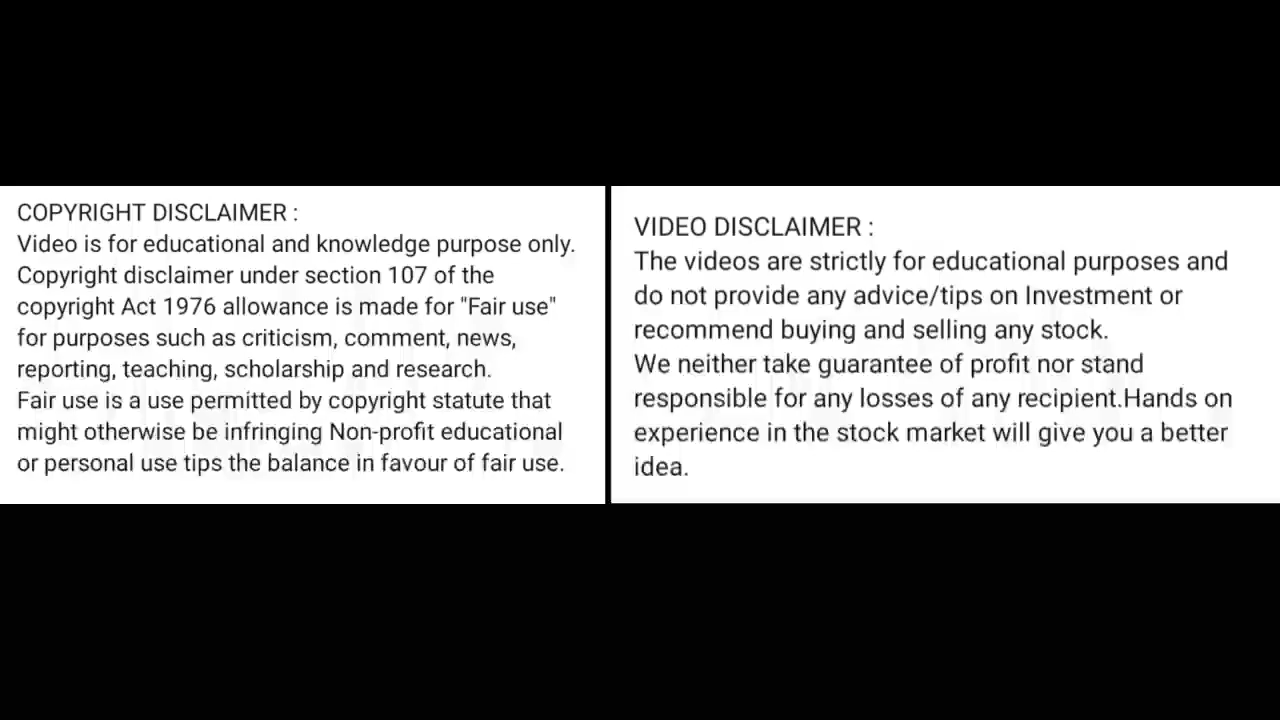 COPYRIGHT DISCLAIMER :
Video is for educational and knowledge purpose only.
Copyright disclaimer under section 107 of the
copyright Act 1976 allowance is made for "Fair use"
for purposes such as criticism, comment, news,
reporting, teaching, scholarship and research.
Fair use is a use permitted by copyright statute that
might otherwise be infringing Non-profit educational
or personal use tips the balance in favour of fair use.
VIDEO DISCLAIMER :
The videos are strictly for educational purposes and
do not provide any advice/tips on Investment or
recommend buying and selling any stock.
We neither take guarantee of profit nor stand
responsible for any losses of any recipient.Hands on
experience in the stock market will give you a better
idea.